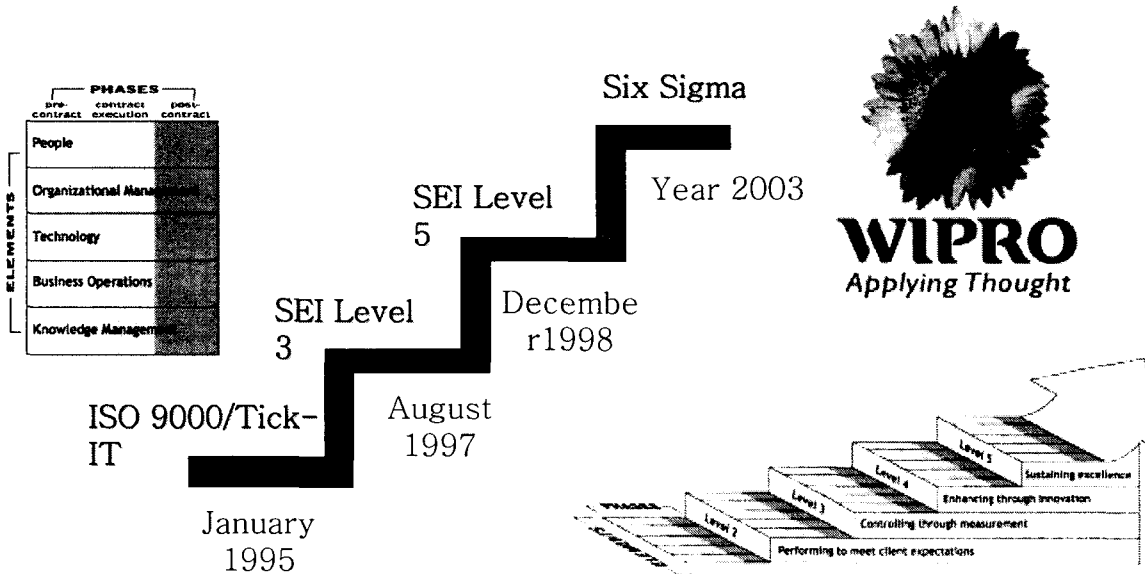 PHASES
pre-
contract
contract
execution
post-
contract
ELEMENTS
People
Organizational Management
Technology
Business Operations
Knowledge Management
Six Sigma
Year 2003
SEI Level
5
Decembe
r1998
SEI Level
3
August
1997
ISO 9000/Tick-
IT
January
1995
WIPRO
Applying Thought
Level 5
Sustaining excellence
Level 4
Enhancing through innovation
Level 3
Controlling through measurement
Level 2
Performing to meet client expectations
PHASES